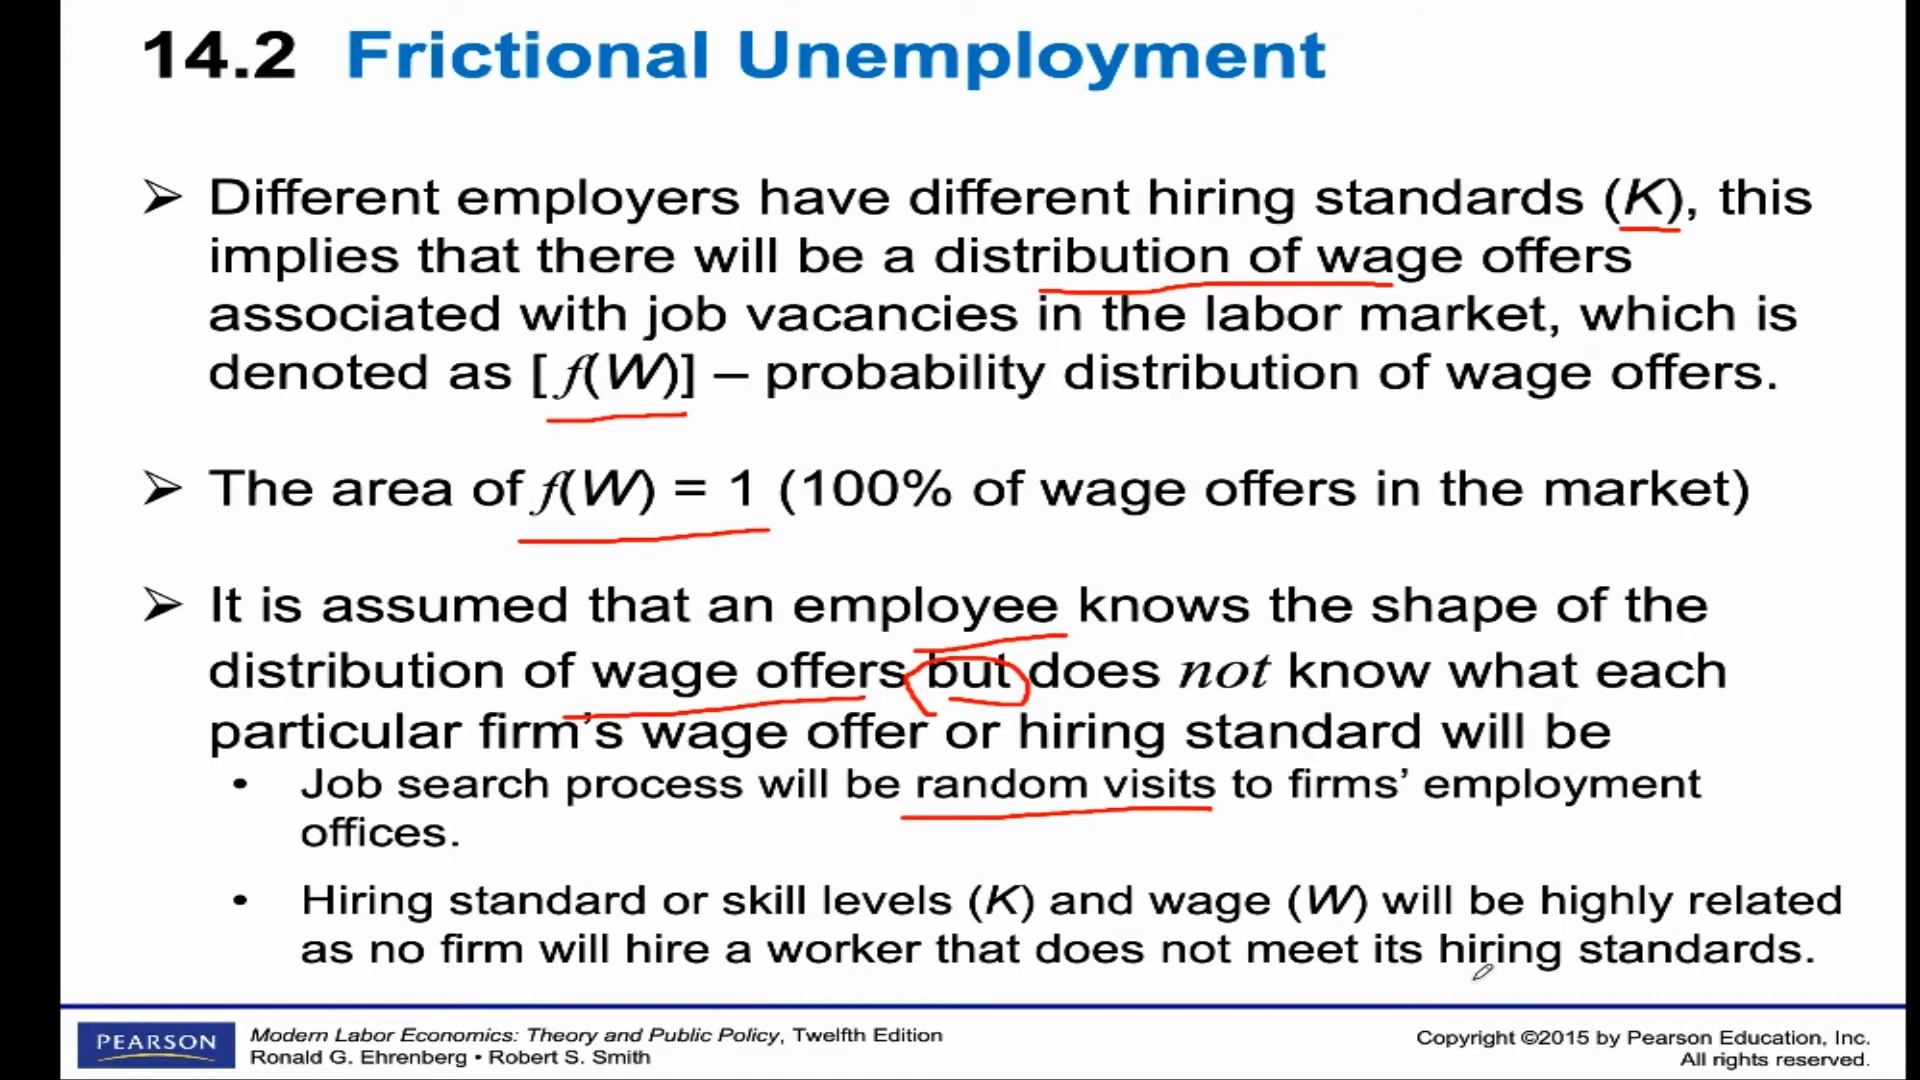 14.2 Frictional Unemployment
➢ Different employers have different hiring standards (K), this
implies that there will be a distribution of wage offers
associated with job vacancies in the labor market, which is
denoted as [ f(W)] – probability distribution of wage offers.
➢ The area of f(W) = 1 (100% of wage offers in the market)
➢ It is assumed that an employee knows the shape of the
distribution of wage offers but does not know what each
particular firm's wage offer or hiring standard will be
• Job search process will be random visits to firms’ employment
offices.
• Hiring standard or skill levels (K) and wage (W) will be highly related
as no firm will hire a worker that does not meet its hiring standards.
PEARSON
Modern Labor Economics: Theory and Public Policy, Twelfth Edition
Ronald G. Ehrenberg • Robert S. Smith
Copyright ©2015 by Pearson Education, Inc.
All rights reserved.